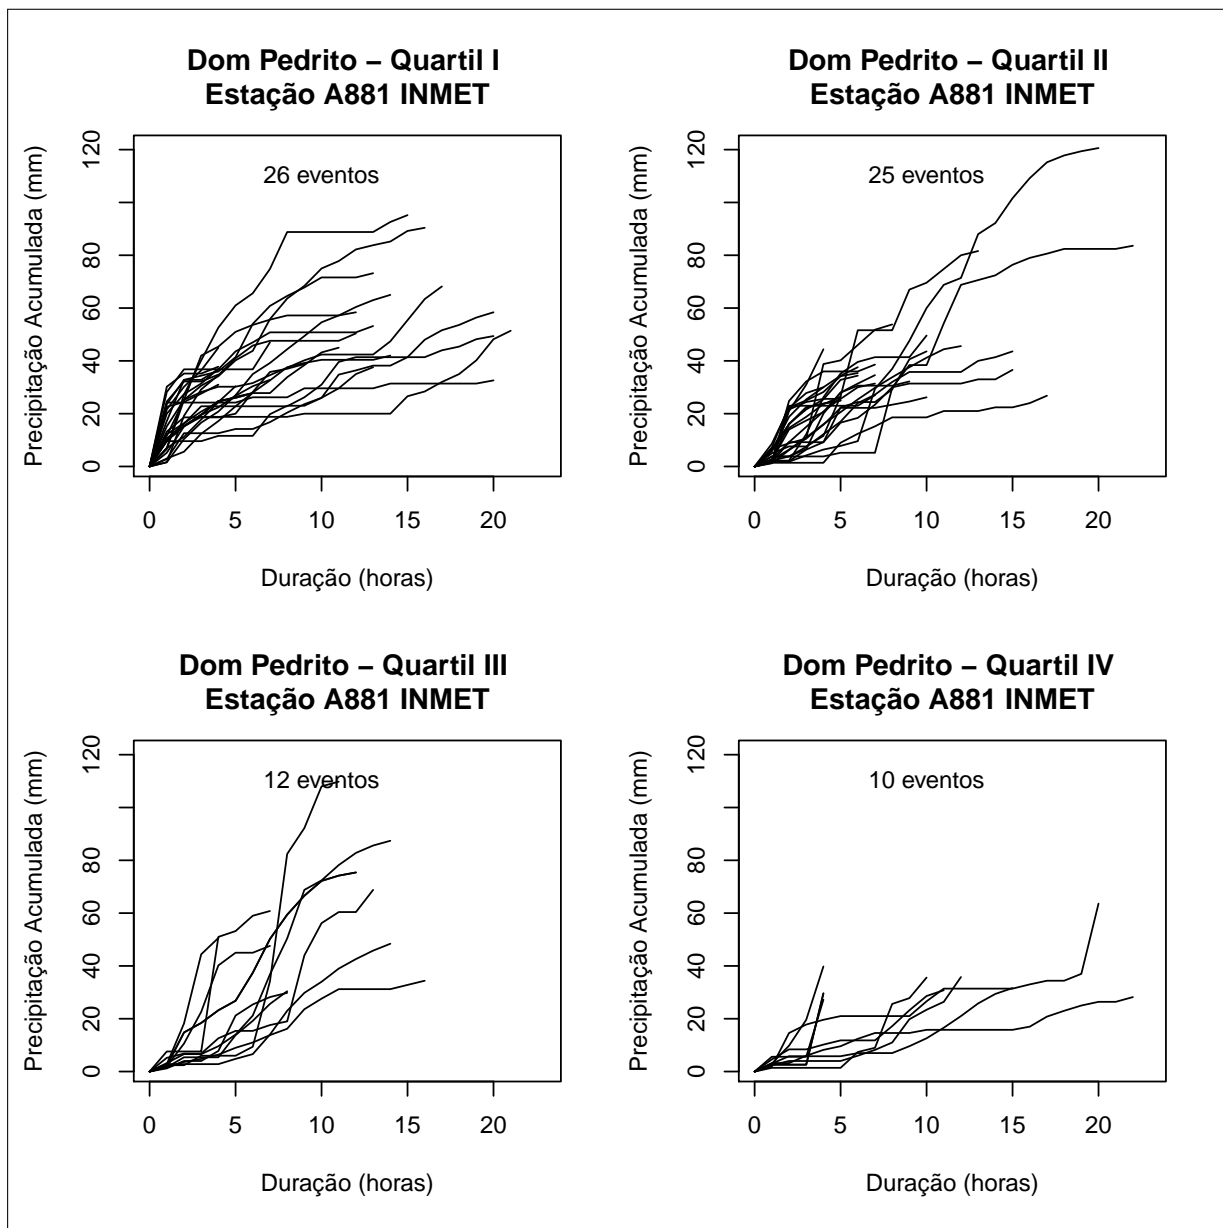 Dom Pedrito – Quartil I
Estação A881 INMET
Precipitação Acumulada (mm)
0 20 40 60 80 120
26 eventos
0 5 10 15 20
Duração (horas)
Dom Pedrito – Quartil II
Estação A881 INMET
Precipitação Acumulada (mm)
0 20 40 60 80 120
25 eventos
0 5 10 15 20
Duração (horas)
Dom Pedrito – Quartil III
Estação A881 INMET
Precipitação Acumulada (mm)
0 20 40 60 80 120
12 eventos
0 5 10 15 20
Duração (horas)
Dom Pedrito – Quartil IV
Estação A881 INMET
Precipitação Acumulada (mm)
0 20 40 60 80 120
10 eventos
0 5 10 15 20
Duração (horas)